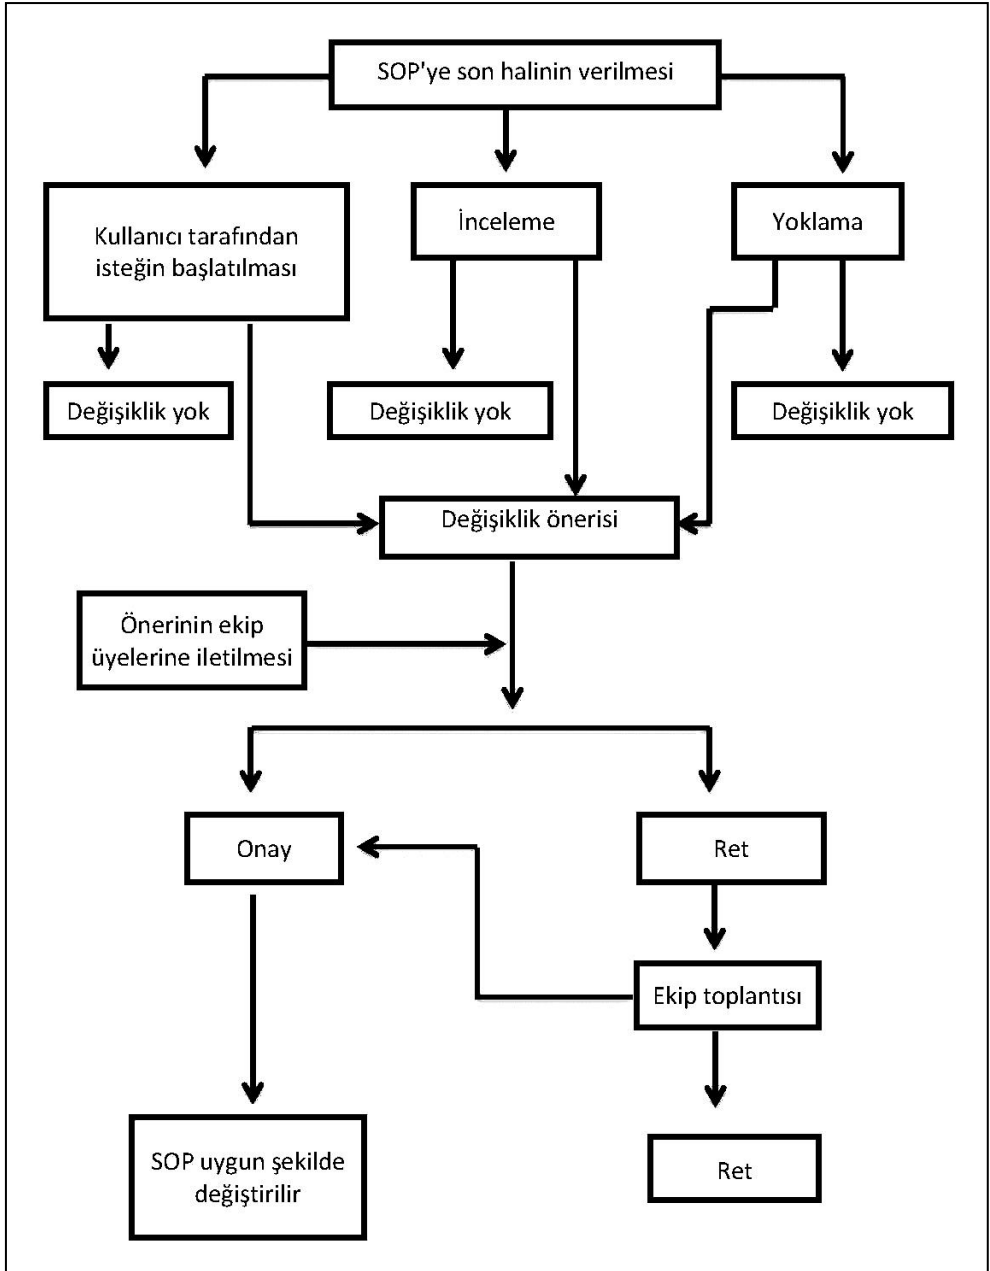 SOP'ye son halinin verilmesi
Kullanıcı tarafından
isteğin başlatılması
İnceleme
Yoklama
Değişiklik yok
Değişiklik yok
Değişiklik yok
Değişiklik önerisi
Önerinin ekip
üyelerine iletilmesi
Onay
Ret
Ekip toplantısı
SOP uygun şekilde
değiştirilir
Ret